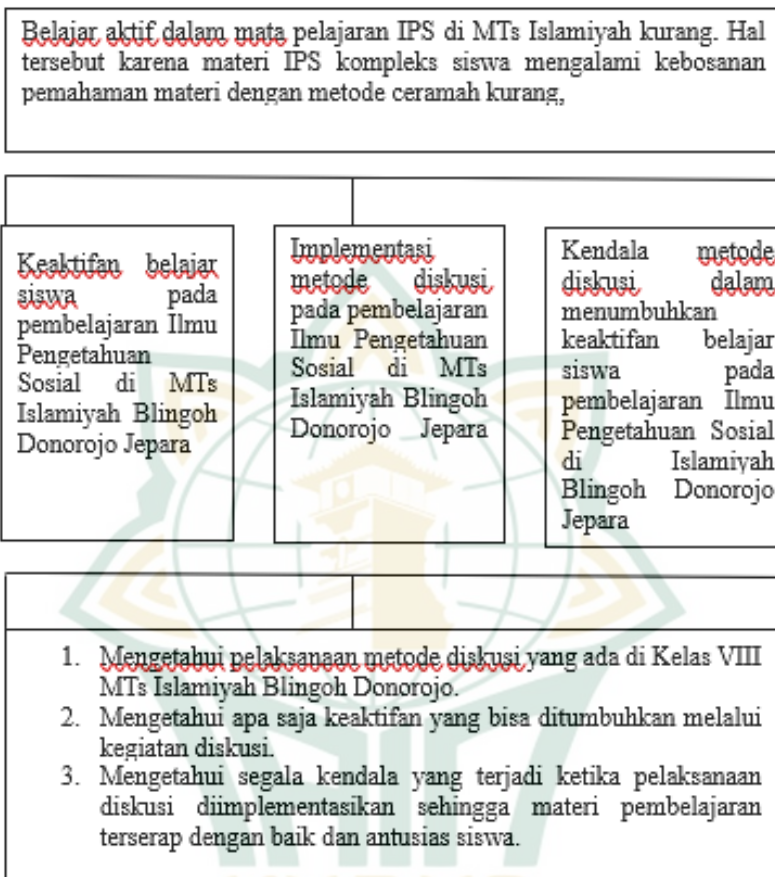 Belajar aktif dalam mata pelajaran IPS di MTs Islamiyah kurang. Hal
tersebut karena materi IPS kompleks siswa mengalami kebosanan
pemahaman materi dengan metode ceramah kurang,
Keaktifan belajar
siswa pada
pembelajaran Ilmu
Pengetahuan
Sosial di MTs
Islamiyah Blingoh
Donorojo Jepara
Implementasi
metode diskusi
pada pembelajaran
Ilmu Pengetahuan
Sosial di MTs
Islamiyah Blingoh
Donorojo Jepara
Kendala metode
diskusi dalam
menumbuhkan
keaktifan belajar
siswa pada
pembelajaran Ilmu
Pengetahuan Sosial
di Islamiyah
Blingoh Donorojo
Jepara
1. Mengetahui pelaksanaan metode diskusi yang ada di Kelas VIII
MTs Islamiyah Blingoh Donorojo.
2. Mengetahui apa saja keaktifan yang bisa ditumbuhkan melalui
kegiatan diskusi.
3. Mengetahui segala kendala yang terjadi ketika pelaksanaan
diskusi diimplementasikan sehingga materi pembelajaran
terserap dengan baik dan antusias siswa.